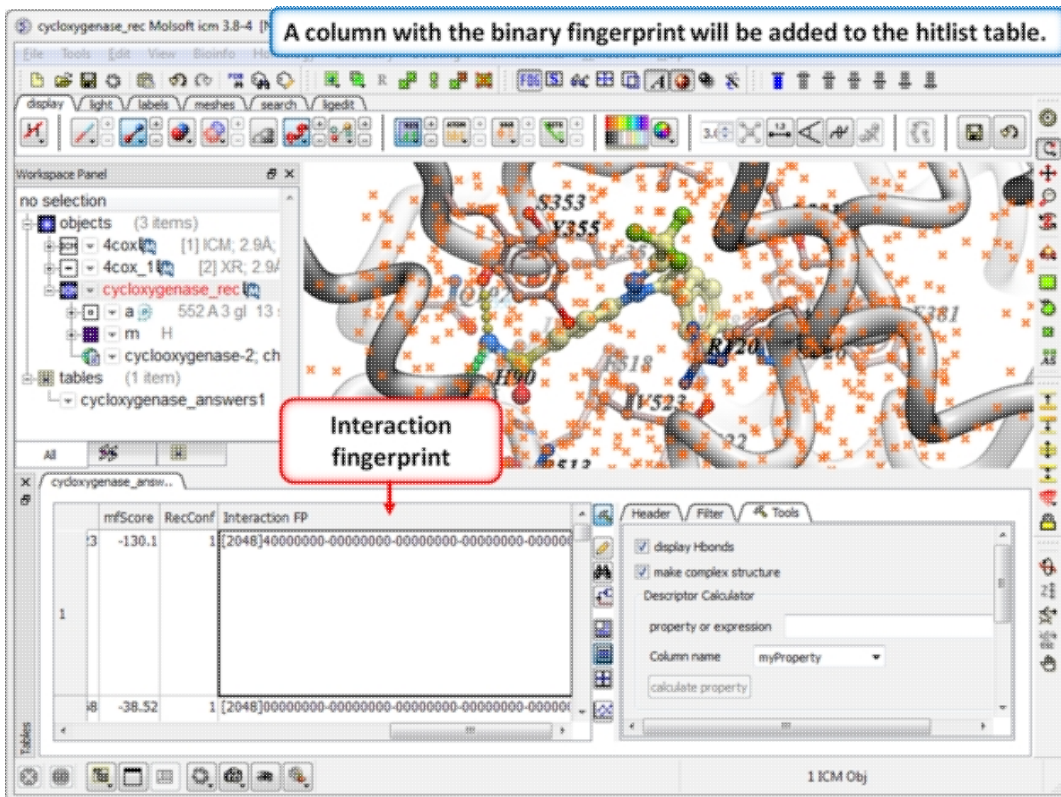 cycloxygenase_rec Molsoft icm 3.8-4
A column with the binary fingerprint will be added to the hitlist table.
File Tools Edit View Bioinfo
display light labels meshes search ligedit
Workspace Panel
no selection
objects (3 items)
4cox [1] ICM; 2.9Å;
4cox_1 [2] XR; 2.9Å
cycloxygenase_rec
a 552 A 3 gl 13
m H
cyclooxygenase-2; ch
tables (1 item)
cycloxygenase_answers1
All
S353
Y355
H90
R120
V523
F518
E381
R513
Interaction
fingerprint
cycloxygenase_answ..
mfScore RecConf Interaction FP
-130.1 1 [2048]40000000-00000000-00000000-00000000-000000
1
-38.52 1 [2048]00000000-00000000-00000000-00000000-000000
Header Filter Tools
display Hbonds
make complex structure
Descriptor Calculator
property or expression
Column name myProperty
calculate property
Tables
1 ICM Obj